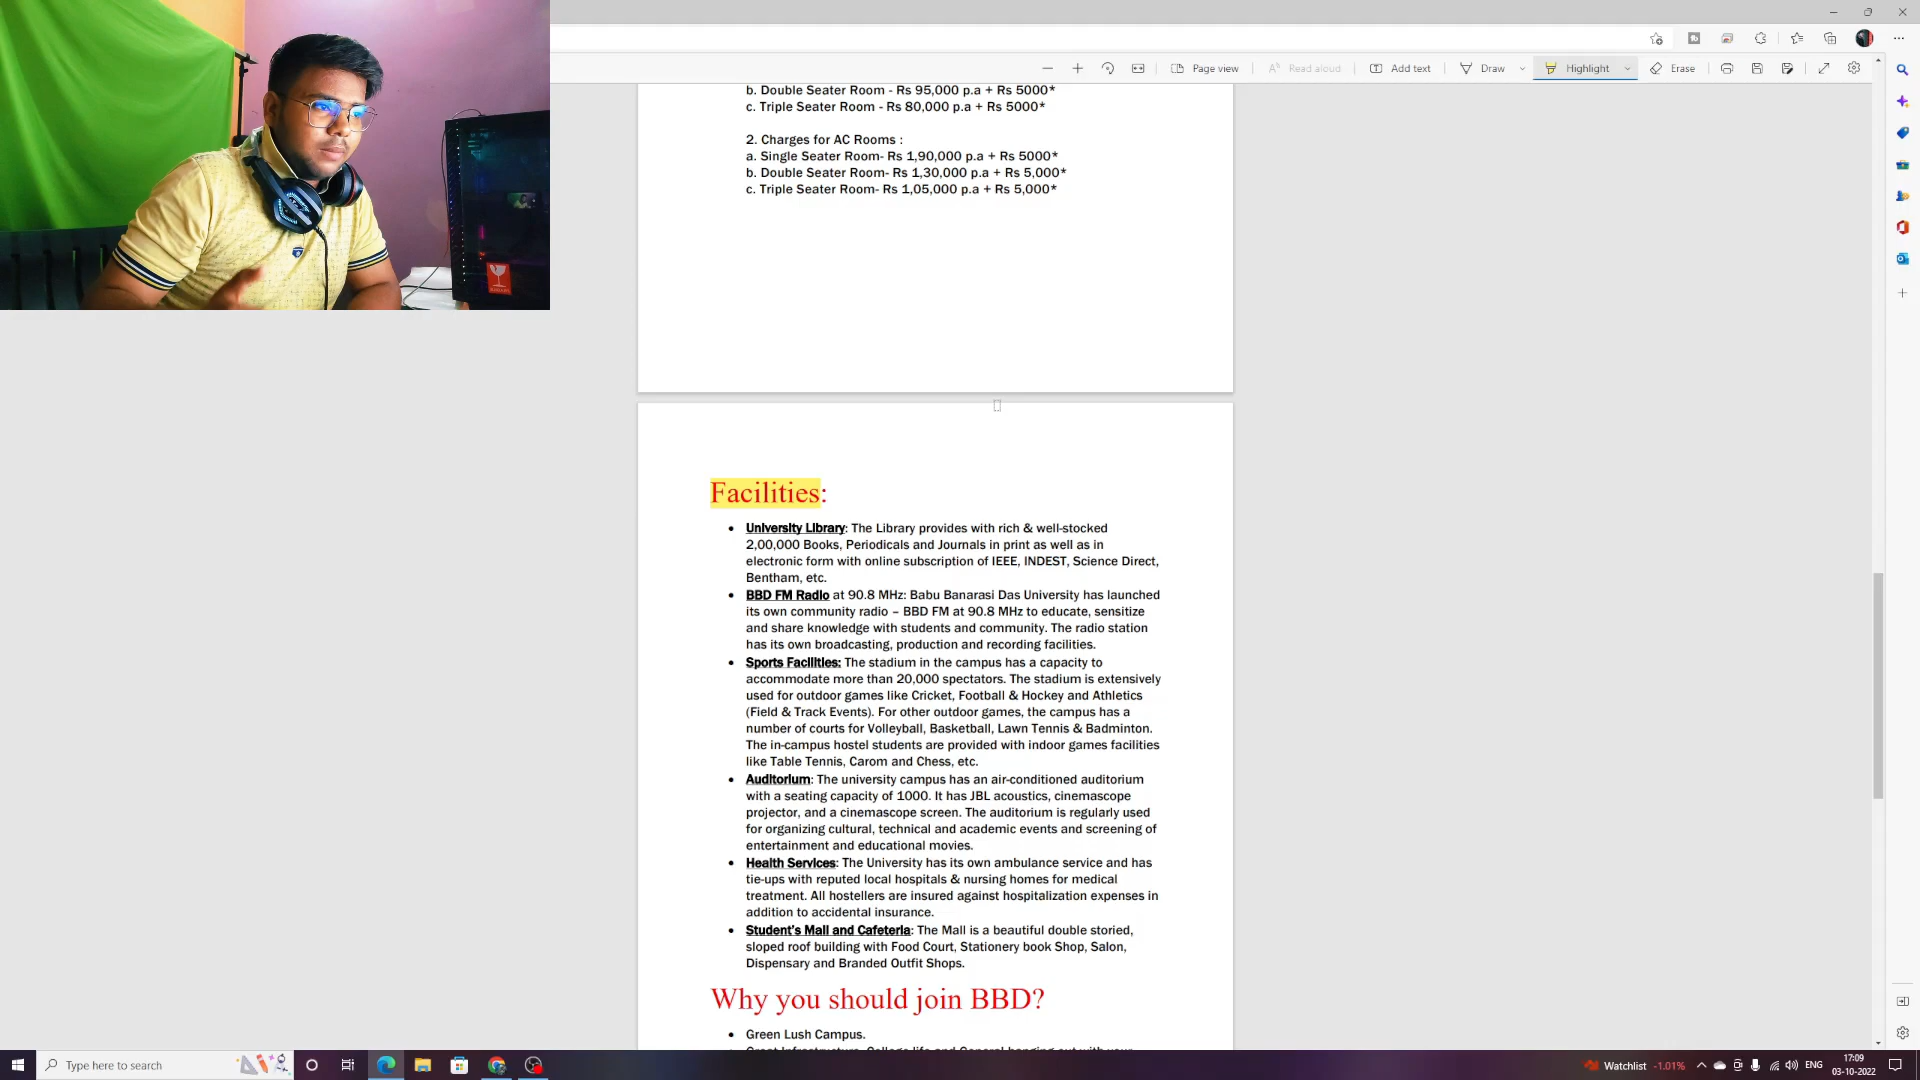 Page view
Read aloud
Add text
Draw
Highlight
Erase
b. Double Seater Room - Rs 95,000 p.a + Rs 5000*
c. Triple Seater Room - Rs 80,000 p.a + Rs 5000*
2. Charges for AC Rooms :
a. Single Seater Room- Rs 1,90,000 p.a + Rs 5000*
b. Double Seater Room- Rs 1,30,000 p.a + Rs 5,000*
c. Triple Seater Room- Rs 1,05,000 p.a + Rs 5,000*
Facilities:
• University Library: The Library provides with rich & well-stocked
2,00,000 Books, Periodicals and Journals in print as well as in
electronic form with online subscription of IEEE, INDEST, Science Direct,
Bentham, etc.
• BBD FM Radio at 90.8 MHz: Babu Banarasi Das University has launched
its own community radio – BBD FM at 90.8 MHz to educate, sensitize
and share knowledge with students and community. The radio station
has its own broadcasting, production and recording facilities.
• Sports Facilities: The stadium in the campus has a capacity to
accommodate more than 20,000 spectators. The stadium is extensively
used for outdoor games like Cricket, Football & Hockey and Athletics
(Field & Track Events). For other outdoor games, the campus has a
number of courts for Volleyball, Basketball, Lawn Tennis & Badminton.
The in-campus hostel students are provided with indoor games facilities
like Table Tennis, Carom and Chess, etc.
• Auditorium: The university campus has an air-conditioned auditorium
with a seating capacity of 1000. It has JBL acoustics, cinemascope
projector, and a cinemascope screen. The auditorium is regularly used
for organizing cultural, technical and academic events and screening of
entertainment and educational movies.
• Health Services: The University has its own ambulance service and has
tie-ups with reputed local hospitals & nursing homes for medical
treatment. All hostellers are insured against hospitalization expenses in
addition to accidental insurance.
• Student's Mall and Cafeteria: The Mall is a beautiful double storied,
sloped roof building with Food Court, Stationery book Shop, Salon,
Dispensary and Branded Outfit Shops.
Why you should join BBD?
• Green Lush Campus.
Type here to search
Watchlist -1.01%
ENG
17:09
03-10-2022